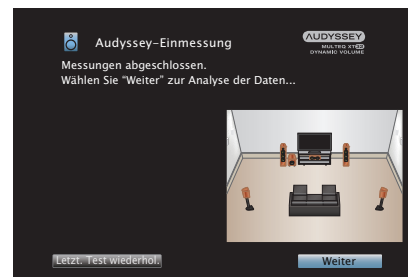 Audyssey-Einmessung
AUDYSSEY
MULTEQ XT32
DYNAMIC VOLUME
Messungen abgeschlossen.
Wählen Sie “Weiter” zur Analyse der Daten...
Letzt. Test wiederhol.
Weiter